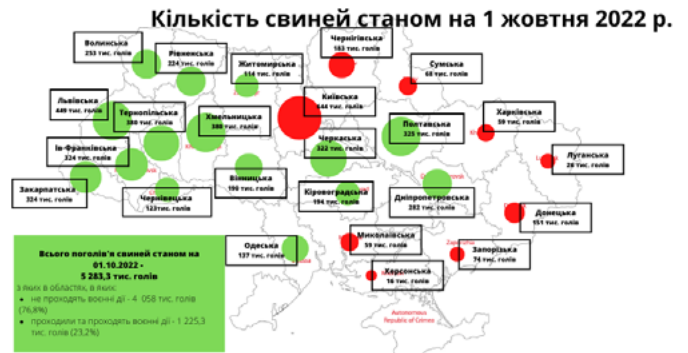 Кількість свиней станом на 1 жовтня 2022 р.
Волинська
253 тис. голів
Рівненська
224 тис. голів
Житомирська
114 тис. голів
Чернігівська
183 тис. голів
Сумська
68 тис. голів
Львівська
449 тис. голів
Тернопільська
380 тис. голів
Хмельницька
388 тис. голів
Київська
тис. голів
Черкаська
322 тис. голів
Полтавська
325 тис. голів
Харківська
59 тис. голів
Луганська
28 тис. голів
Ів-Франківська
324 тис. голів
Закарпатська
324 тис. голів
Чернівецька
123тис. голів
Вінницька
190 тис. голів
Кіровоградська
194 тис. голів
Дніпропетровська
282 тис. голів
Донецька
151 тис. голів
Одеська
137 тис. голів
Миколаївська
59 тис. голів
Запорізька
74 тис. голів
Херсонська
16 тис. голів
Autonomous
Republic of Crimea
Всього поголів'я свиней станом на
01.10.2022 -
5 283,3 тис. голів
з яких в областях, в яких:
не проходять воєнні дії - 4 058 тис. голів
(76,8%)
проходили та проходять воєнні дії - 1 225,3
тис. голів (23,2%)